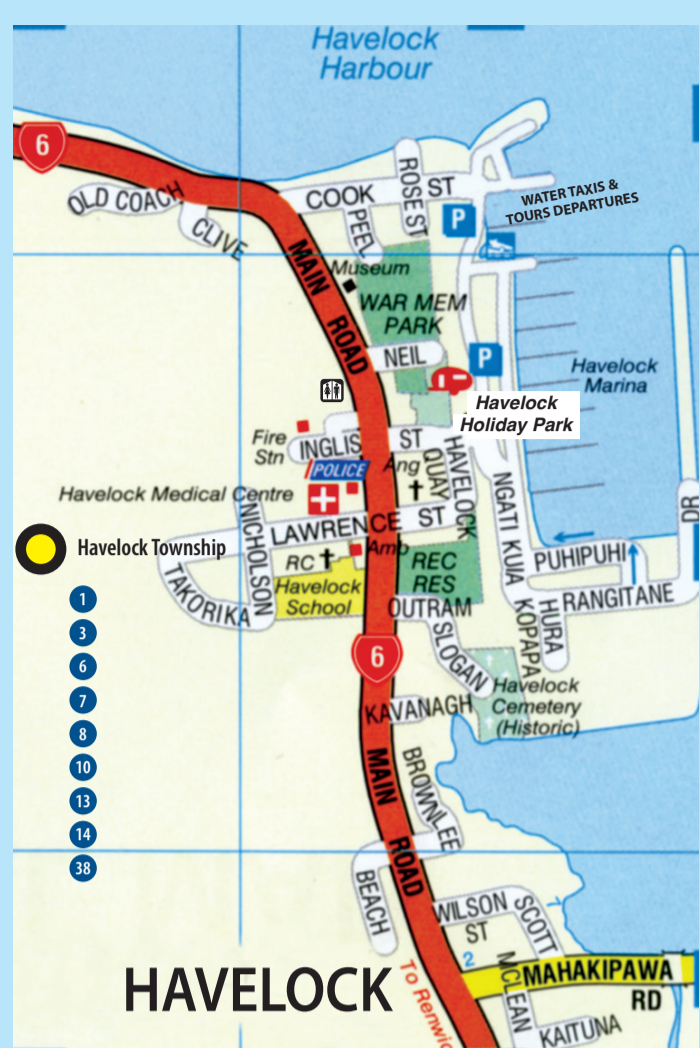 Havelock
Harbour
6
OLD COACH
CLIVE
COOK ST
ROSE ST
PEEL
WATER TAXIS &
TOURS DEPARTURES
P
MAIN ROAD
Museum
WAR MEM
PARK
NEIL
P
Havelock
Marina
Havelock
Holiday Park
Fire
Stn
INGLIS ST
POLICE
Ang
QUAY
HAVELOCK
Havelock Medical Centre
NICHOLSON
LAWRENCE ST
NGATI KUIA
DR
Havelock Township
RC
Amb
REC
RES
PUHIPUHI
TAKORIKA
Havelock
School
OUTRAM
RANGITANE
HURA
KOPAPA
SLOGAN
1
3
6
7
8
10
13
14
38
6
Havelock
Cemetery
(Historic)
KAVANAGH
MAIN ROAD
BROWNLEE
BEACH
WILSON
ST
SCOTT
2
MAHAKIPAWA
RD
MCLEAN
KAITUNA
HAVELOCK
To Renwic